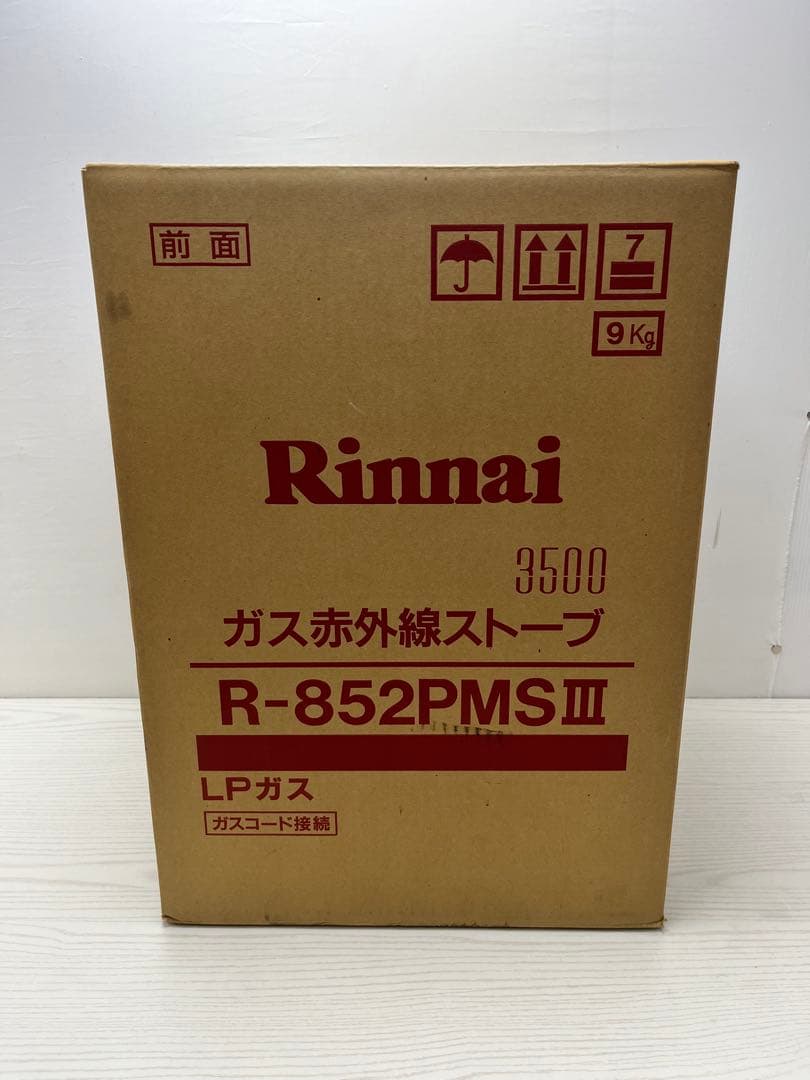 前面
7
9Kg
Rinnai
3500
ガス赤外線ストーブ
R-852PMSⅢ
LPガス
ガスコード接続